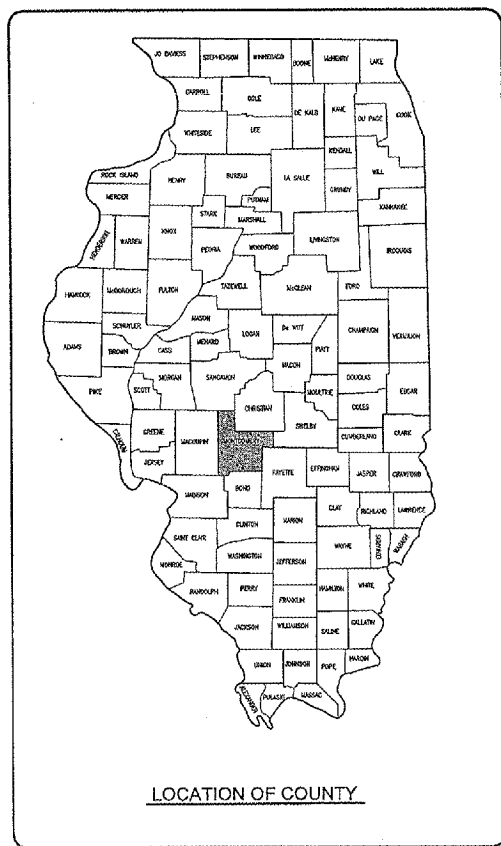 JO DAVIESS STEPHENSON WINNEBAGO BOONE McHENRY LAKE
CARROLL OGLE DE KALB KANE COOK
DU PAGE
WHITESIDE LEE
KENDALL
ROCK ISLAND HENRY BUREAU LA SALLE GRUNDY WILL
MERCER PUTNAM KANKAKEE
STARK MARSHALL
HENDERSON WARREN KNOX PEORIA WOODFORD LIVINGSTON IROQUOIS
HANCOCK McDONOUGH FULTON TAZEWELL McCLEAN FORD
MASON
SCHUYLER LOGAN De WITT CHAMPAIGN VERMILION
ADAMS BROWN CASS MENARD MACON PIATT
MORGAN SANGAMON DOUGLAS EDGAR
PIKE SCOTT CHRISTIAN MOULTRIE COLES
GREENE MACOUPIN SHELBY CUMBERLAND CLARK
CALHOUN JERSEY MONTGOMERY
FAYETTE EFFINGHAM JASPER CRAWFORD
MADISON BOND
CLAY RICHLAND LAWRENCE
CLINTON MARION
SAINT CLAIR WAYNE EDWARDS WABASH
WASHINGTON JEFFERSON
MONROE
RANDOLPH PERRY HAMILTON WHITE
FRANKLIN
JACKSON WILLIAMSON SALINE GALLATIN
UNION JOHNSON POPE HARDIN
ALEXANDER PULASKI MASSAC
LOCATION OF COUNTY